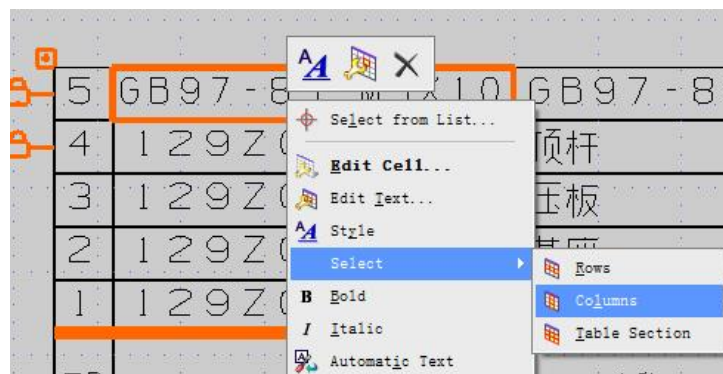 5 GB97-8 GB97-8
Select from List...
4 129Z 顶杆
Edit Cell...
3 129Z 压板
Edit Text...
Style
2 129Z
Select
Rows
1 129Z
Bold
Columns
Italic
Table Section
Automatic Text